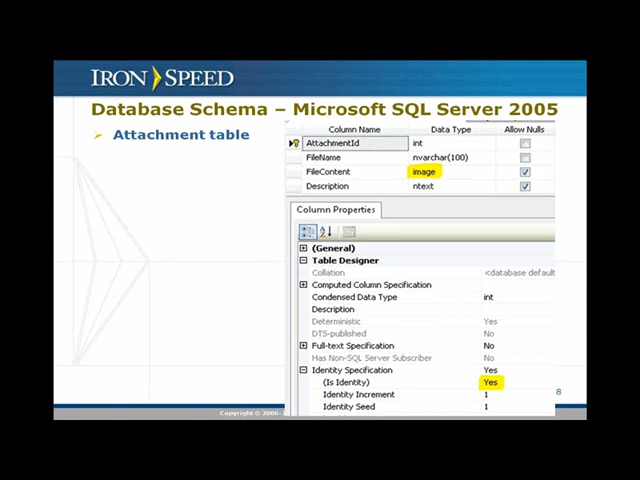 IRON SPEED
Database Schema – Microsoft SQL Server 2005
Attachment table
Column Name Data Type Allow Nulls
AttachmentId int
FileName nvarchar(100)
FileContent image
Description ntext
Column Properties
(General)
Table Designer
Collation <database default
Computed Column Specification
Condensed Data Type int
Description
Deterministic Yes
DTS-published No
Full-text Specification No
Has Non-SQL Server Subscriber No
Identity Specification Yes
(Is Identity) Yes
8
Identity Increment 1
Identity Seed 1
Copyright © 2006-